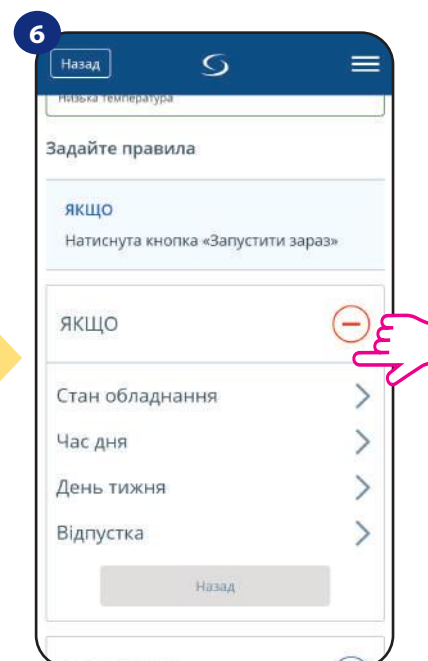 6
Назад
Низька температура
Задайте правила
ЯКЩО
Натиснута кнопка «Запустити зараз»
ЯКЩО
Стан обладнання
Час дня
День тижня
Відпустка
Назад